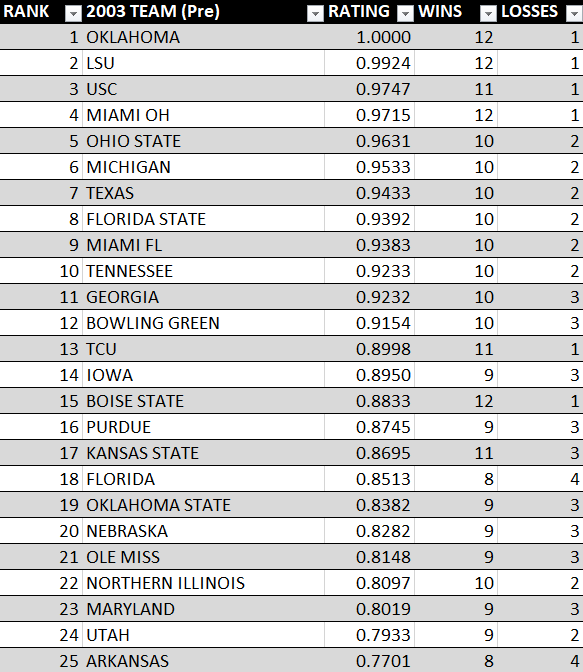 RANK 2003 TEAM (Pre) RATING WINS LOSSES
1 OKLAHOMA 1.0000 12 1
2 LSU 0.9924 12 1
3 USC 0.9747 11 1
4 MIAMI OH 0.9715 12 1
5 OHIO STATE 0.9631 10 2
6 MICHIGAN 0.9533 10 2
7 TEXAS 0.9433 10 2
8 FLORIDA STATE 0.9392 10 2
9 MIAMI FL 0.9383 10 2
10 TENNESSEE 0.9233 10 2
11 GEORGIA 0.9232 10 3
12 BOWLING GREEN 0.9154 10 3
13 TCU 0.8998 11 1
14 IOWA 0.8950 9 3
15 BOISE STATE 0.8833 12 1
16 PURDUE 0.8745 9 3
17 KANSAS STATE 0.8695 11 3
18 FLORIDA 0.8513 8 4
19 OKLAHOMA STATE 0.8382 9 3
20 NEBRASKA 0.8282 9 3
21 OLE MISS 0.8148 9 3
22 NORTHERN ILLINOIS 0.8097 10 2
23 MARYLAND 0.8019 9 3
24 UTAH 0.7933 9 2
25 ARKANSAS 0.7701 8 4